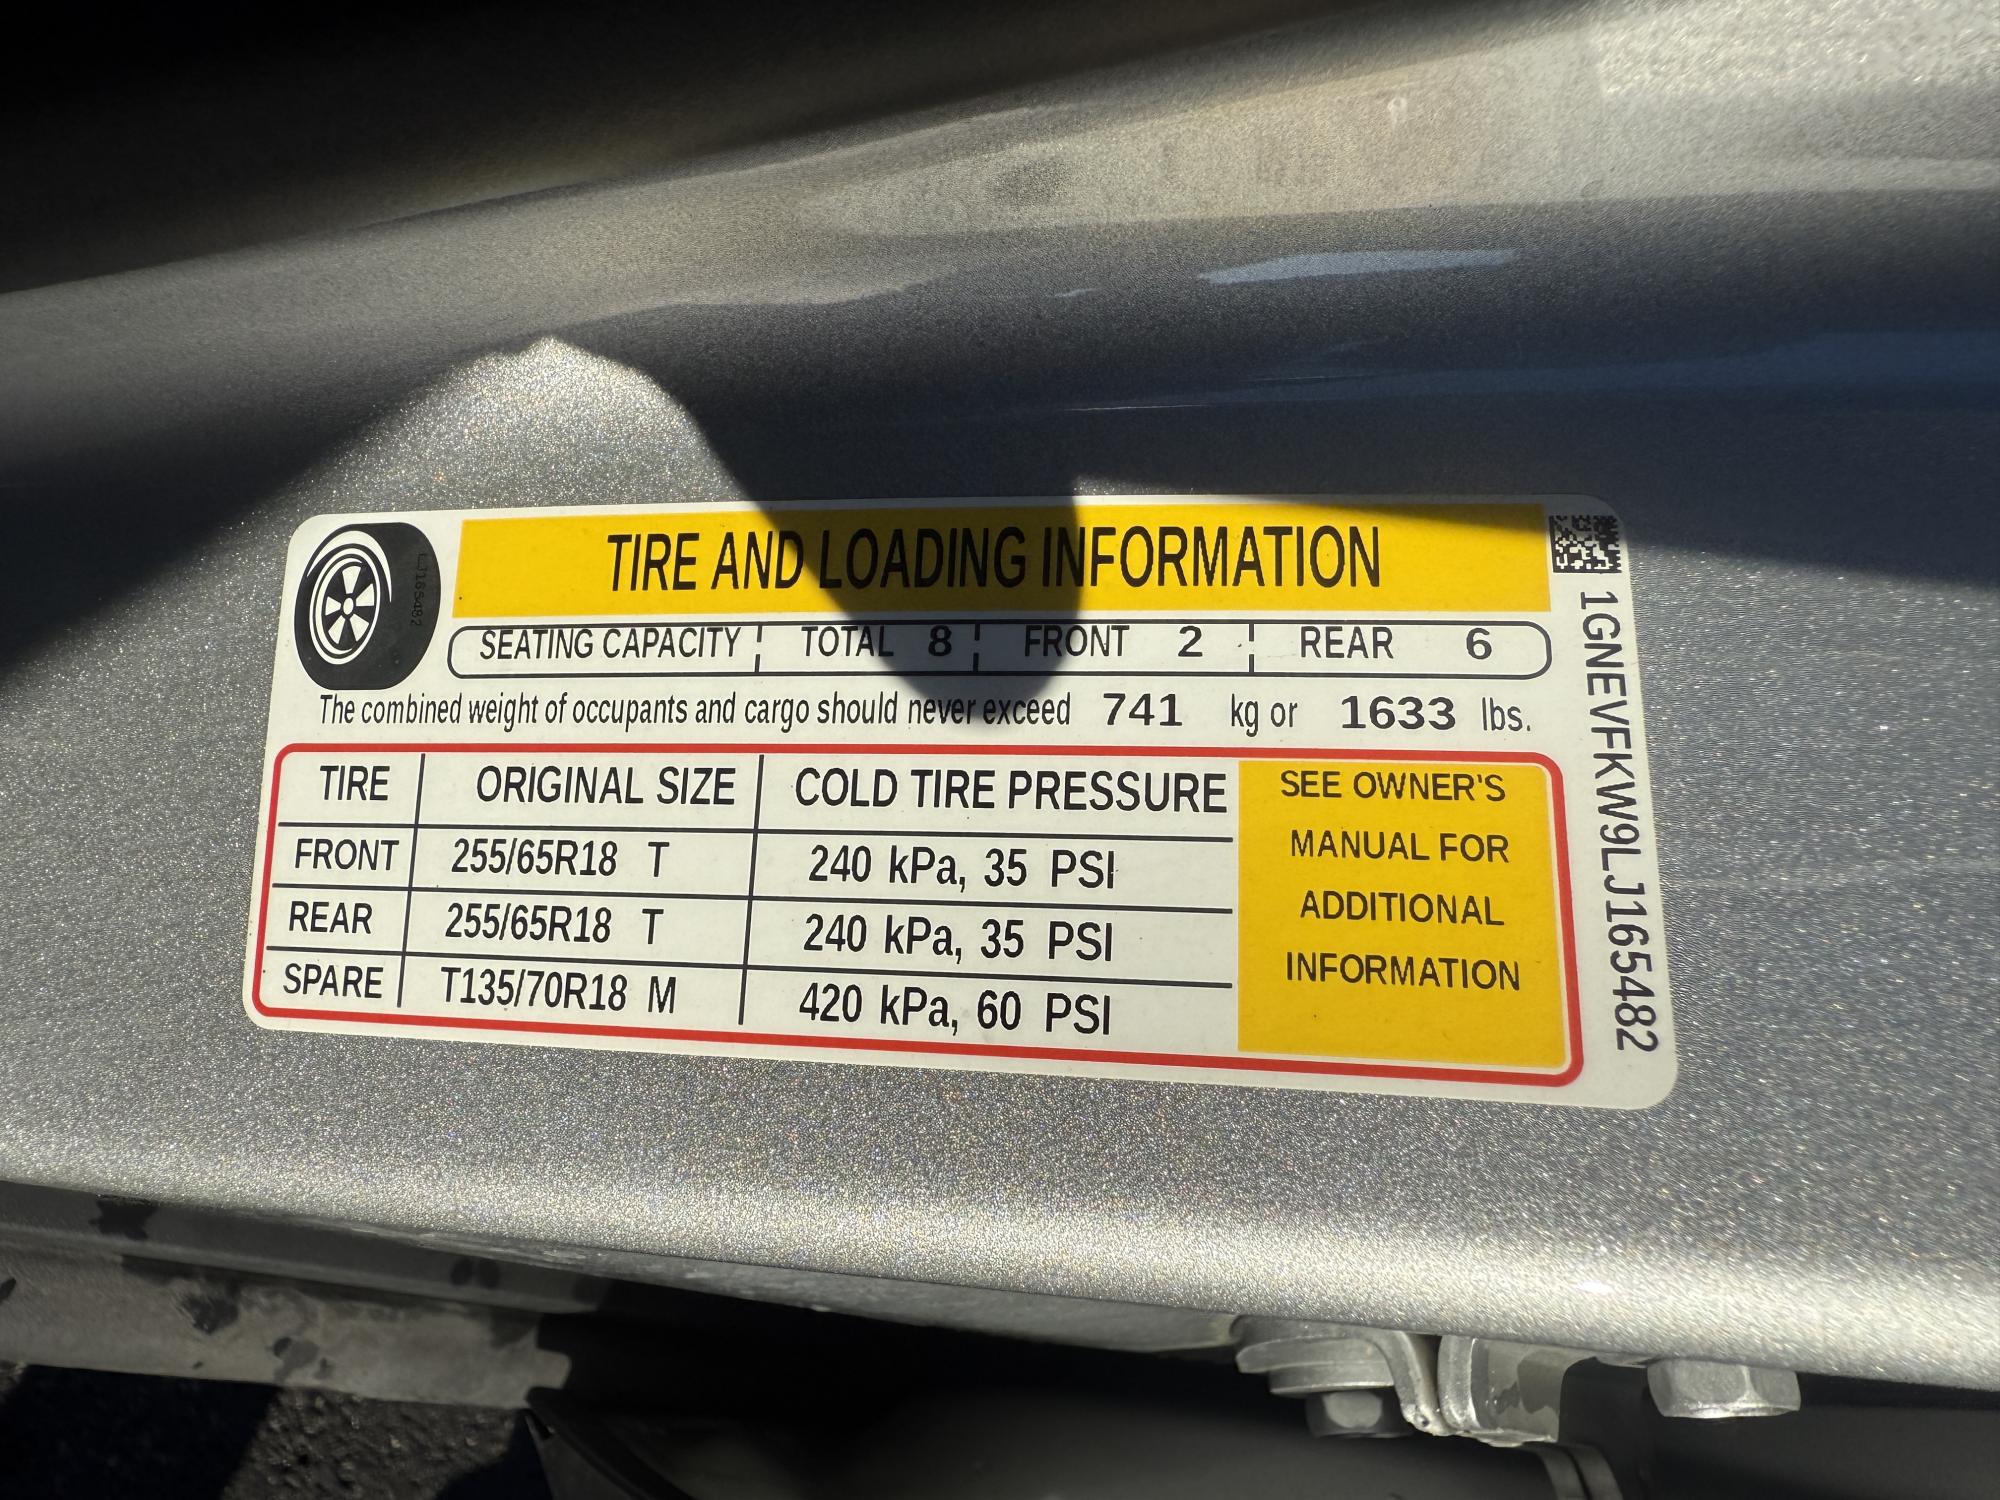 TIRE AND LOADING INFORMATION
SEATING CAPACITY TOTAL 8 FRONT 2 REAR 6
The combined weight of occupants and cargo should never exceed 741 kg or 1633 lbs.
TIRE ORIGINAL SIZE COLD TIRE PRESSURE
FRONT 255/65R18 T 240 kPa, 35 PSI
REAR 255/65R18 T 240 kPa, 35 PSI
SPARE T135/70R18 M 420 kPa, 60 PSI
SEE OWNER'S
MANUAL FOR
ADDITIONAL
INFORMATION
1GNEVFKW9LJ165482
LJ165482